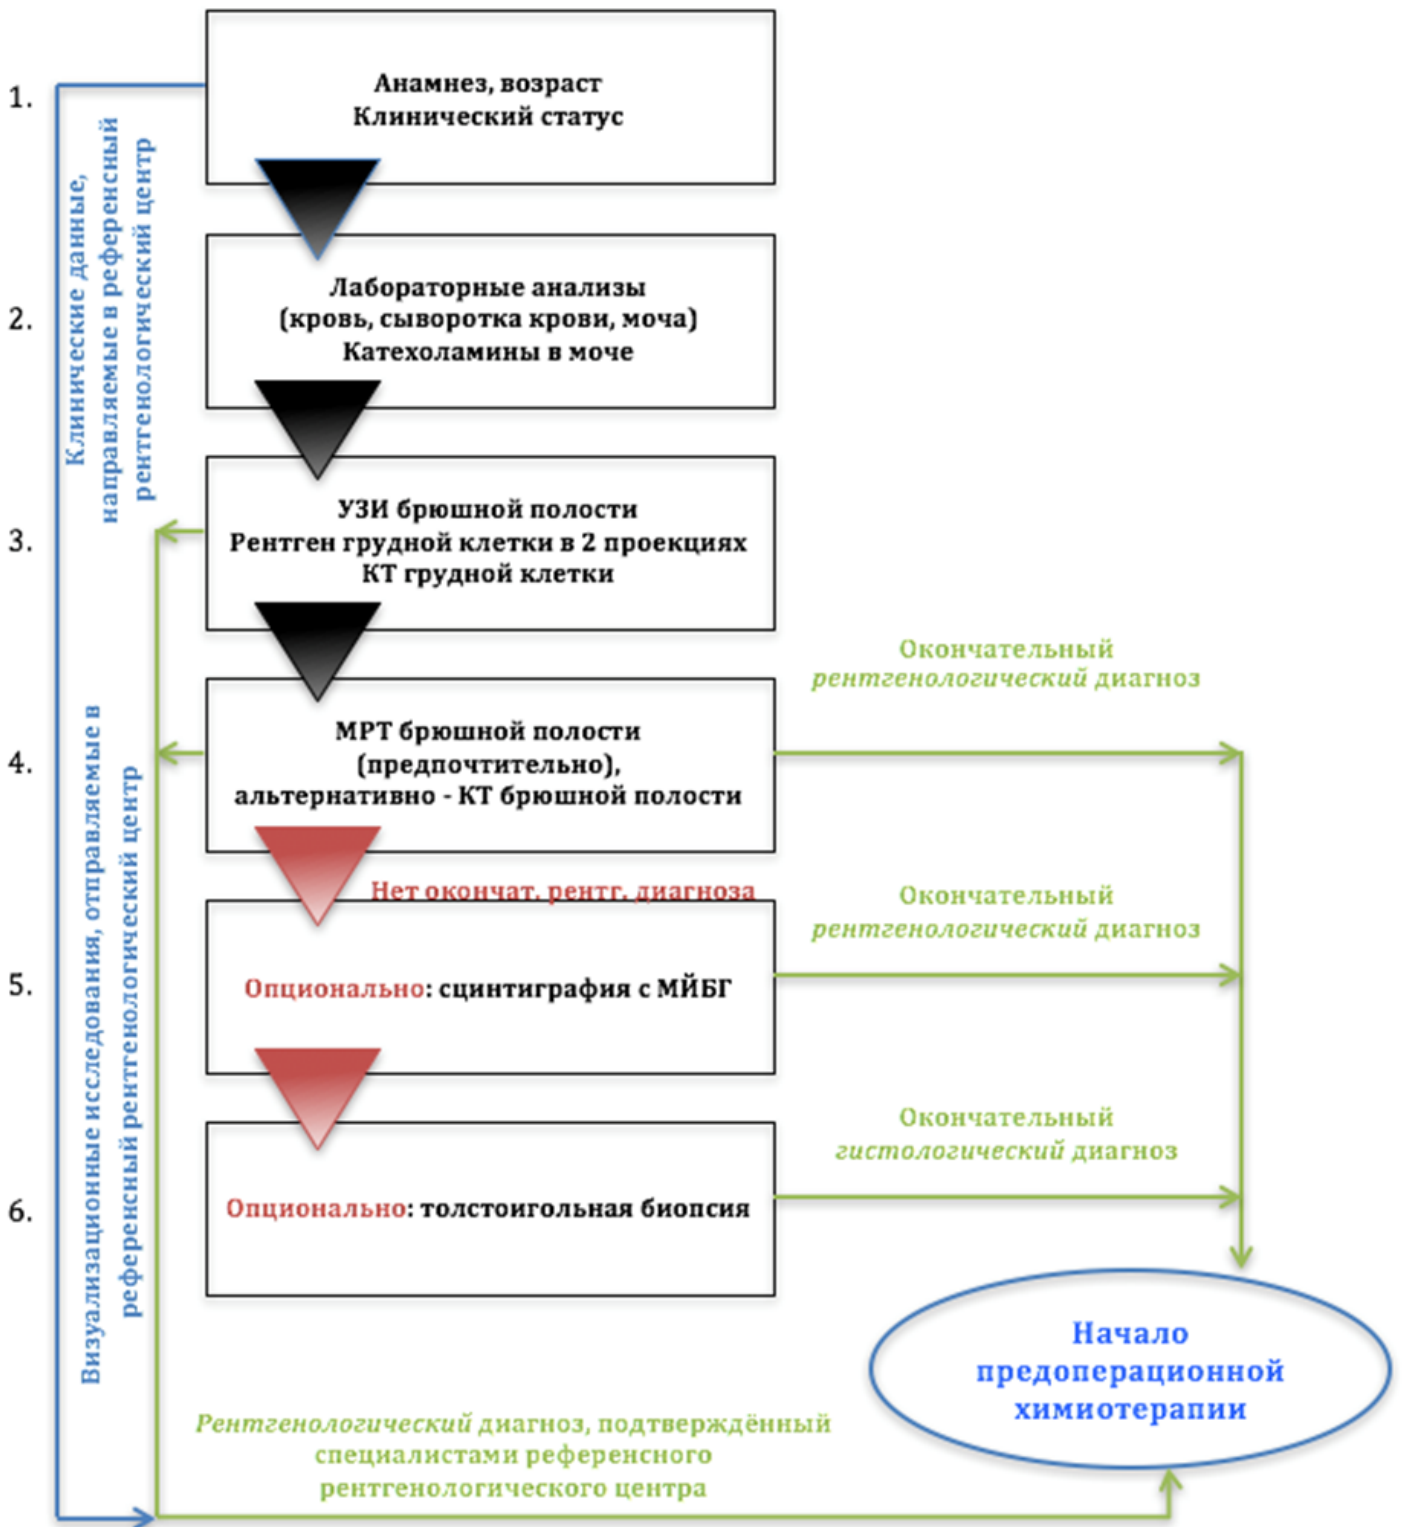 1.
Анамнез, возраст
Клинический статус
Клинические данные,
направляемые в референсный
рентгенологический центр
2.
Лабораторные анализы
(кровь, сыворотка крови, моча)
Катехоламины в моче
3.
УЗИ брюшной полости
Рентген грудной клетки в 2 проекциях
КТ грудной клетки
Окончательный
рентгенологический диагноз
4.
МРТ брюшной полости
(предпочтительно),
альтернативно - КТ брюшной полости
Визуализационные исследования, отправляемые в
референсный рентгенологический центр
Нет окончат. рентг. диагноза
Окончательный
рентгенологический диагноз
5.
Опционально: сцинтиграфия с МЙБГ
Окончательный
гистологический диагноз
6.
Опционально: толстоигольная биопсия
Начало
предоперационной
химиотерапии
Рентгенологический диагноз, подтверждённый
специалистами референсного
рентгенологического центра